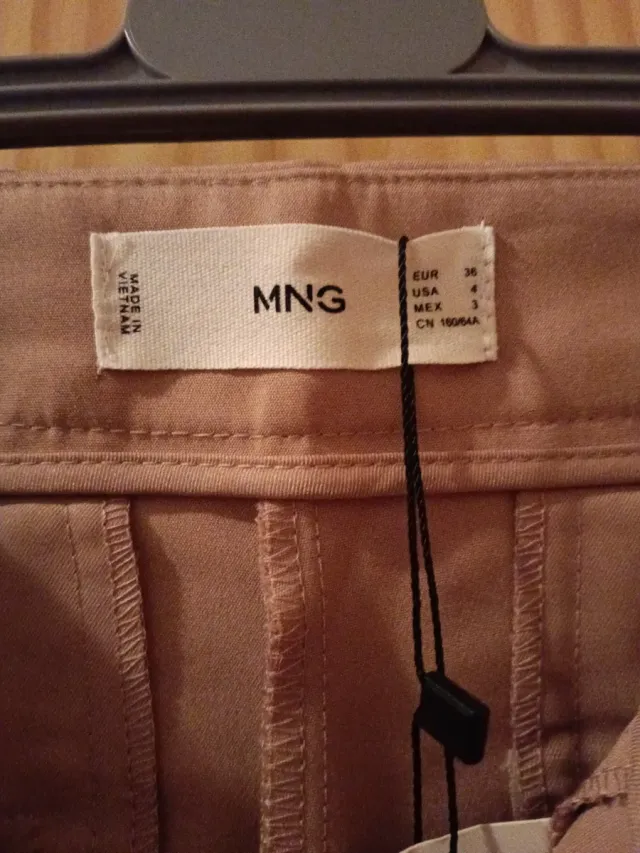 MADE IN
VIETNAM
MNG
EUR 36
USA 4
MEX 3
CN 160/64A